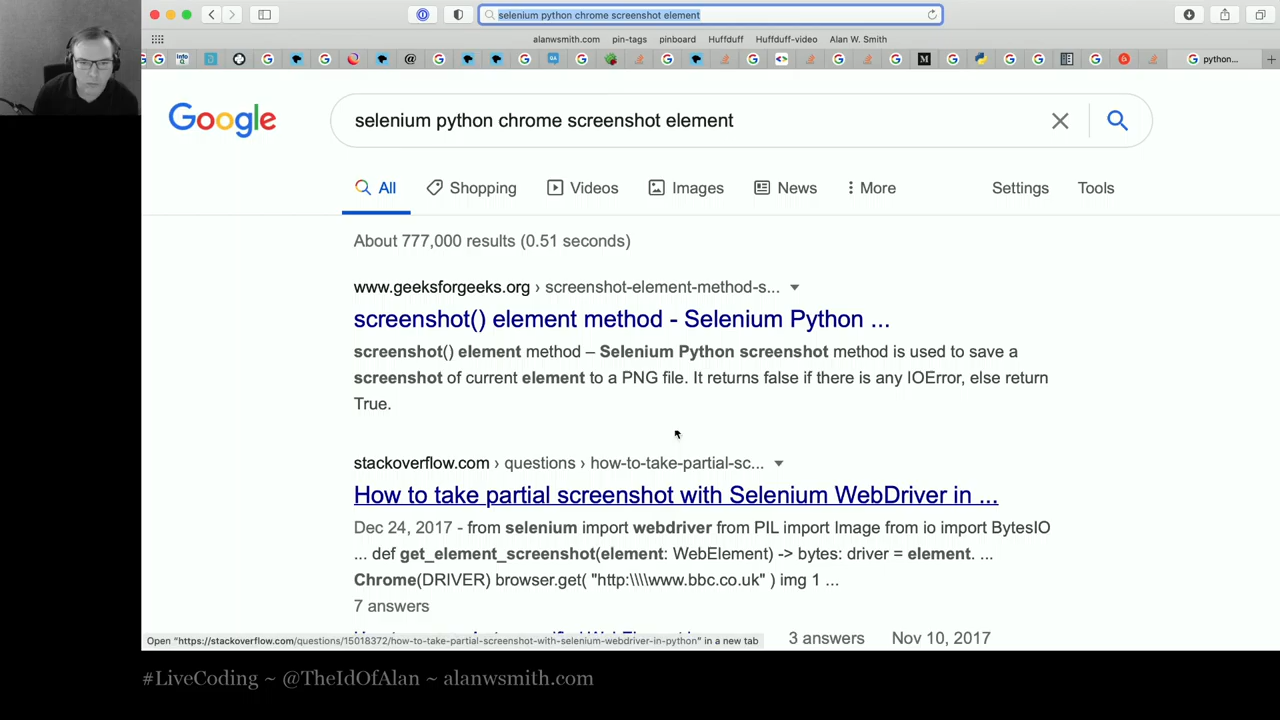 selenium python chrome screenshot element
alanwsmith.com pin-tags pinboard Huffduff Huffduff-video Alan W. Smith
python...
Google
selenium python chrome screenshot element
All Shopping Videos Images News More Settings Tools
About 777,000 results (0.51 seconds)
www.geeksforgeeks.org › screenshot-element-method-s...
screenshot() element method - Selenium Python ...
screenshot() element method – Selenium Python screenshot method is used to save a
screenshot of current element to a PNG file. It returns false if there is any IOError, else return
True.
stackoverflow.com › questions › how-to-take-partial-sc...
How to take partial screenshot with Selenium WebDriver in ...
Dec 24, 2017 - from selenium import webdriver from PIL import Image from io import BytesIO
... def get_element_screenshot(element: WebElement) -> bytes: driver = element. ...
Chrome(DRIVER) browser.get( "http:\\\\www.bbc.co.uk" ) img 1 ...
7 answers
3 answers Nov 10, 2017
Open "https://stackoverflow.com/questions/15018372/how-to-take-partial-screenshot-with-selenium-webdriver-in-python" in a new tab
#LiveCoding ~ @TheIdOfAlan ~ alanwsmith.com